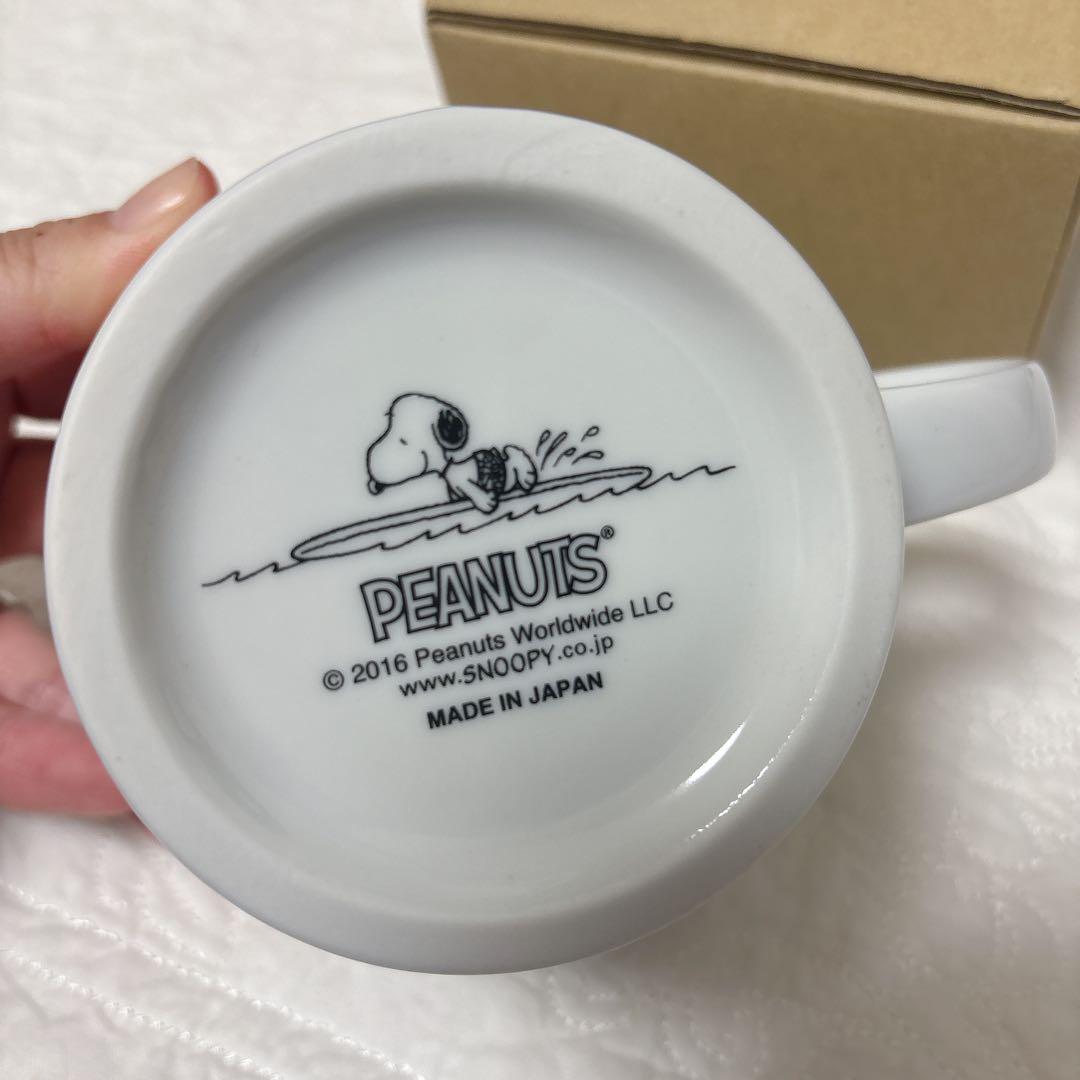 PEANUTS®
© 2016 Peanuts Worldwide LLC
www.SNOOPY.co.jp
MADE IN JAPAN